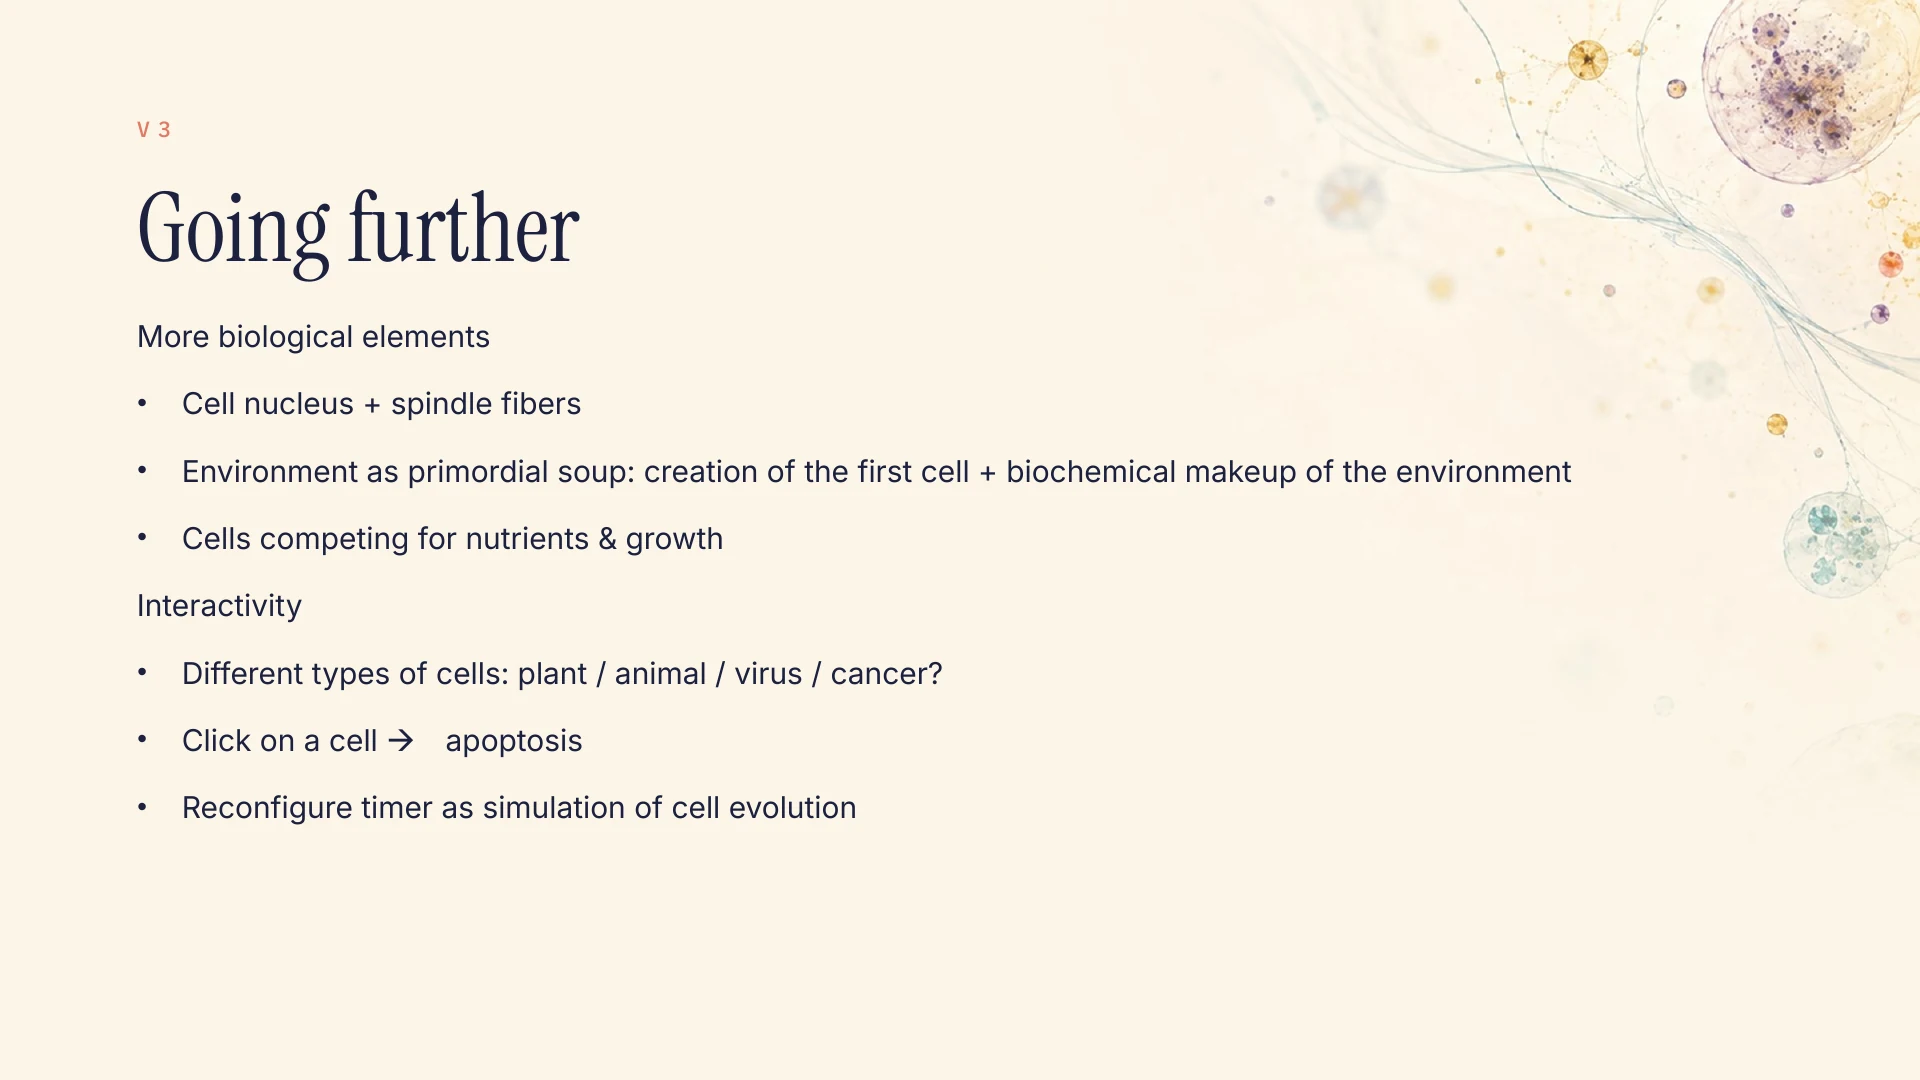 V 3
Going further
More biological elements
• Cell nucleus + spindle fibers
• Environment as primordial soup: creation of the first cell + biochemical makeup of the environment
• Cells competing for nutrients & growth
Interactivity
• Different types of cells: plant / animal / virus / cancer?
• Click on a cell → apoptosis
• Reconfigure timer as simulation of cell evolution